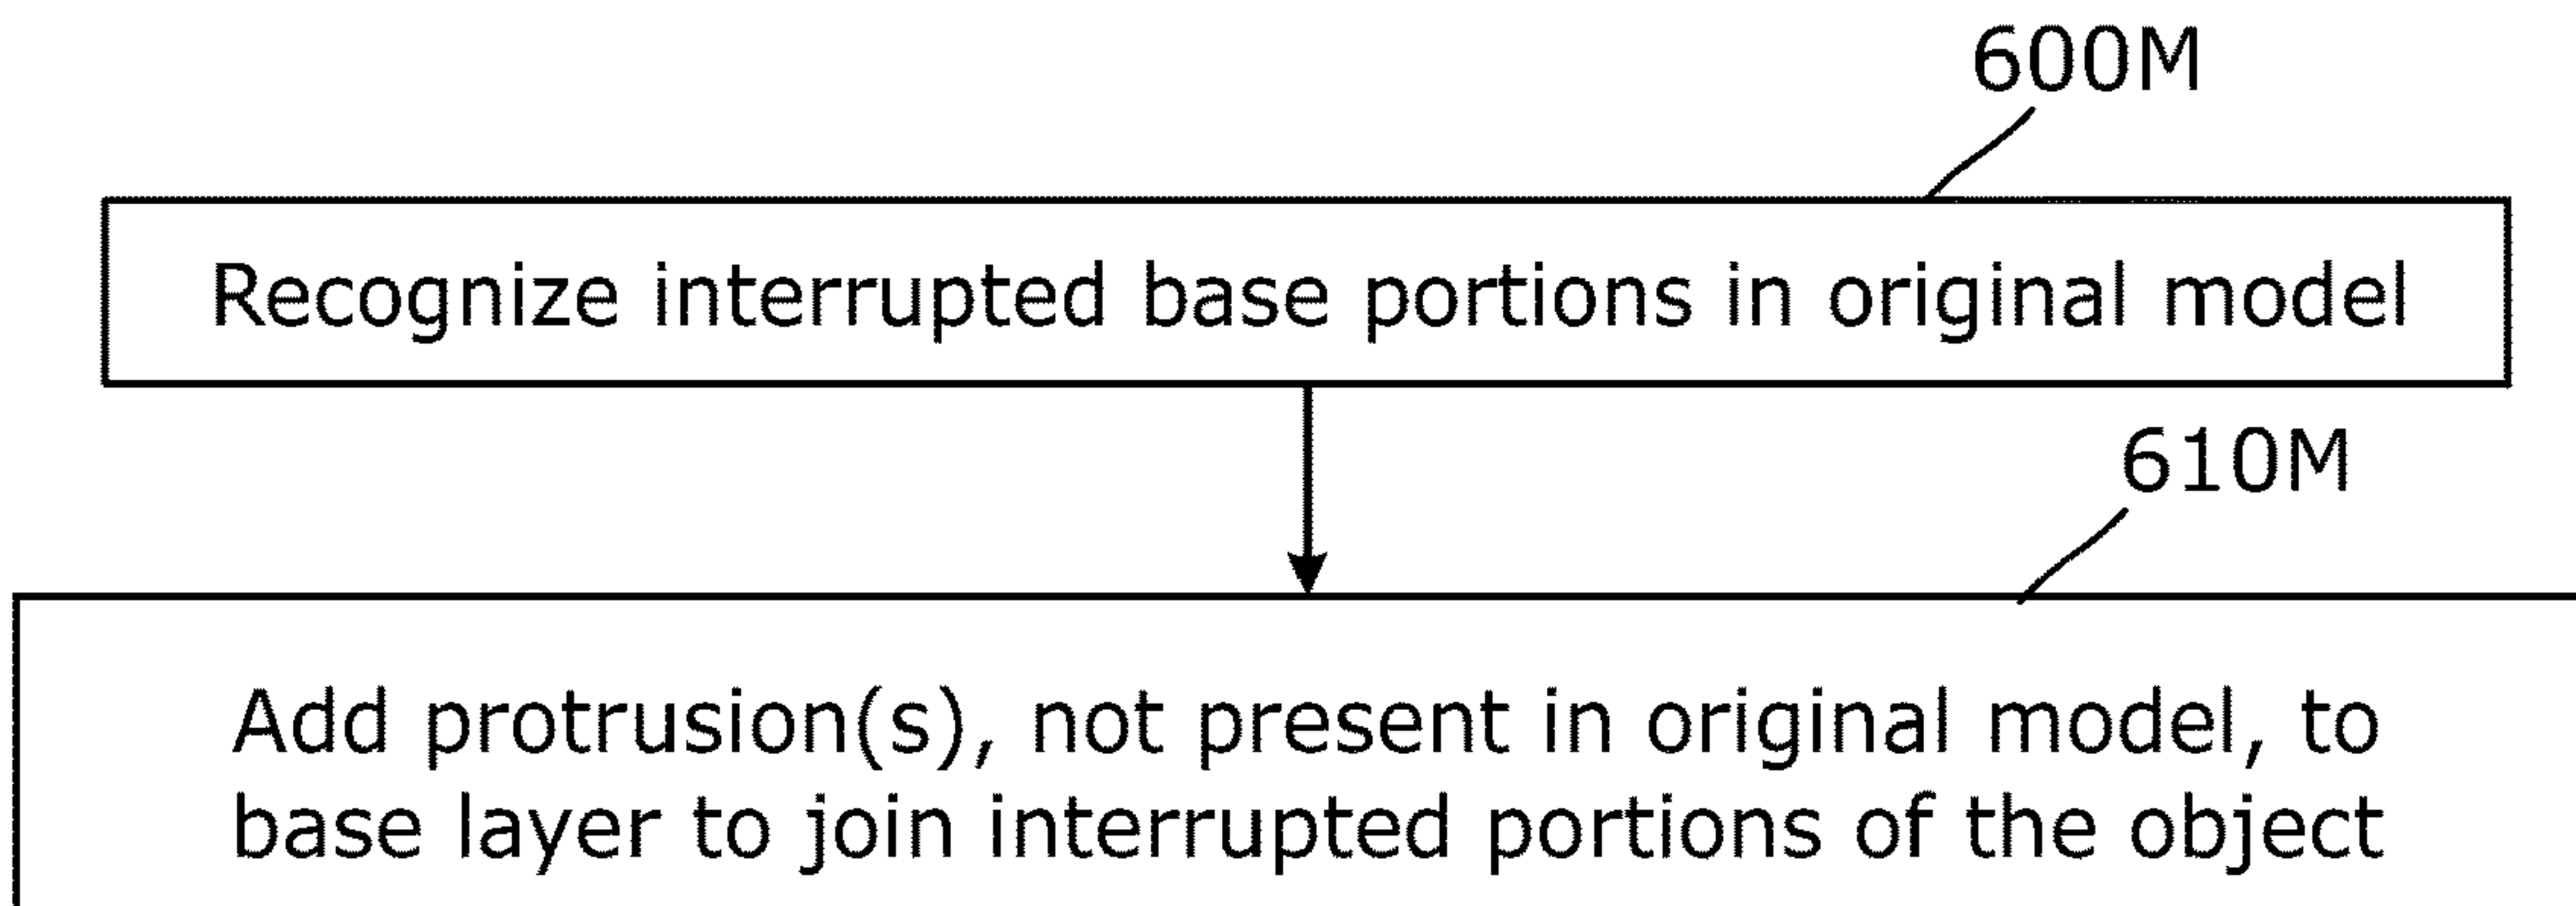 600M
Recognize interrupted base portions in original model
610M
Add protrusion(s), not present in original model, to
base layer to join interrupted portions of the object